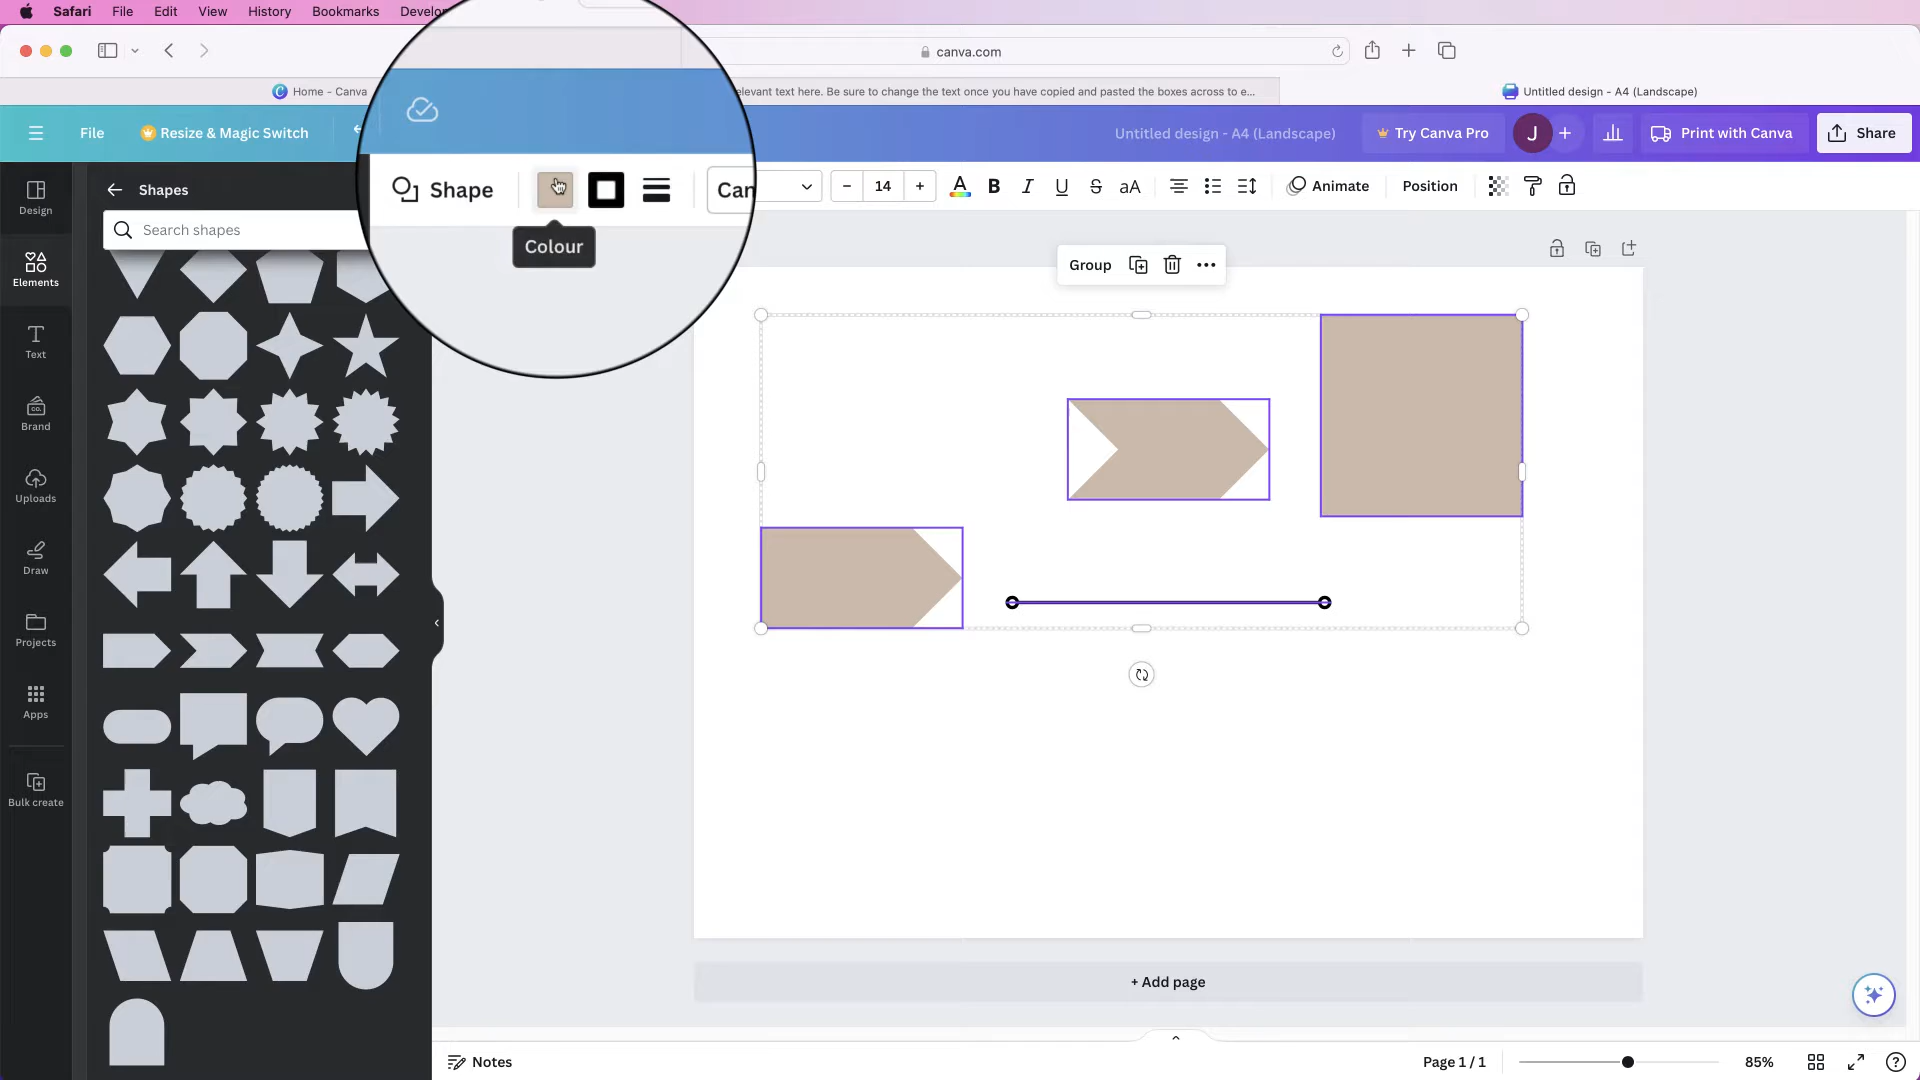 Safari File Edit View History Bookmarks
canva.com
Home - Canva
elevant text here. Be sure to change the text once you have copied and pasted the boxes across to e...
Untitled design - A4 (Landscape)
File
Resize & Magic Switch
Untitled design - A4 (Landscape)
Try Canva Pro
J
Print with Canva
Share
Shape
Can
14
A B I U S aA
Animate
Position
Colour
Shapes
Search shapes
Design
Elements
Text
Brand
Uploads
Draw
Projects
Apps
Bulk create
Group
+ Add page
Notes
Page 1 / 1
85%